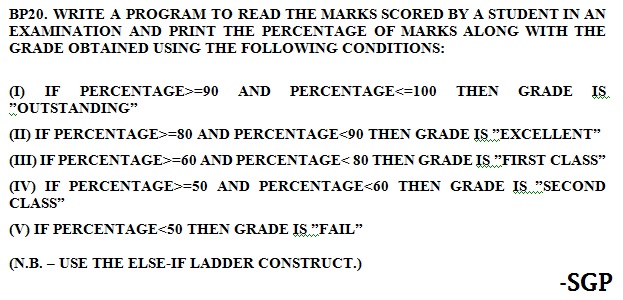 BP20. WRITE A PROGRAM TO READ THE MARKS SCORED BY A STUDENT IN AN
EXAMINATION AND PRINT THE PERCENTAGE OF MARKS ALONG WITH THE
GRADE OBTAINED USING THE FOLLOWING CONDITIONS:
(I) IF PERCENTAGE>=90 AND PERCENTAGE<=100 THEN GRADE IS
”OUTSTANDING”
(II) IF PERCENTAGE>=80 AND PERCENTAGE<90 THEN GRADE IS ”EXCELLENT”
(III) IF PERCENTAGE>=60 AND PERCENTAGE< 80 THEN GRADE IS ”FIRST CLASS”
(IV) IF PERCENTAGE>=50 AND PERCENTAGE<60 THEN GRADE IS ”SECOND
CLASS”
(V) IF PERCENTAGE<50 THEN GRADE IS ”FAIL”
(N.B. – USE THE ELSE-IF LADDER CONSTRUCT.)
-SGP